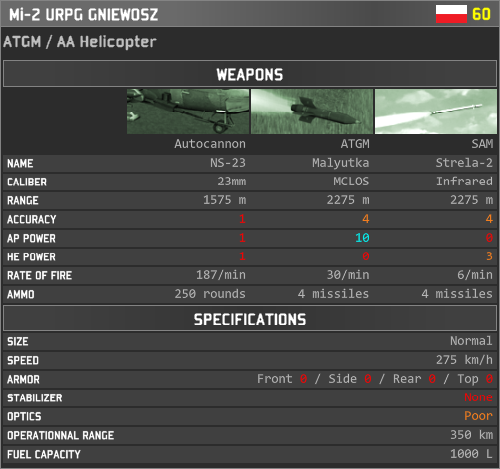 Mi-2 URPG GNIEWOSZ 60
ATGM / AA Helicopter
WEAPONS
Autocannon ATGM SAM
NAME NS-23 Malyutka Strela-2
CALIBER 23mm MCLOS Infrared
RANGE 1575 m 2275 m 2275 m
ACCURACY 1 4 4
AP POWER 1 10 0
HE POWER 1 0 3
RATE OF FIRE 187/min 30/min 6/min
AMMO 250 rounds 4 missiles 4 missiles
SPECIFICATIONS
SIZE Normal
SPEED 275 km/h
ARMOR Front 0 / Side 0 / Rear 0 / Top 0
STABILIZER None
OPTICS Poor
OPERATIONNAL RANGE 350 km
FUEL CAPACITY 1000 L